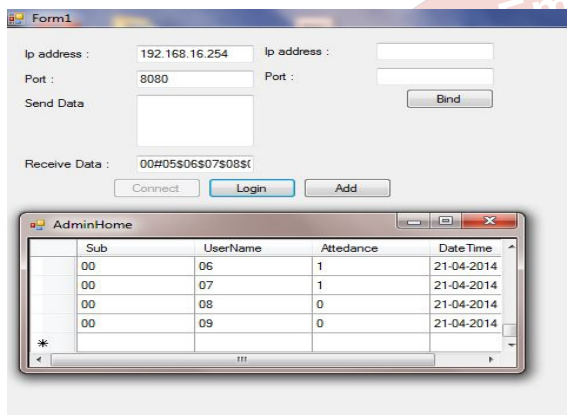 Form1
Ip address : 192.168.16.254 Ip address :
Port : 8080 Port :
Send Data Bind
Receive Data : 00#05$06$07$08$(
Connect Login Add
AdminHome
Sub UserName Attedance DateTime
00 06 1 21-04-2014
00 07 1 21-04-2014
00 08 0 21-04-2014
00 09 0 21-04-2014
*